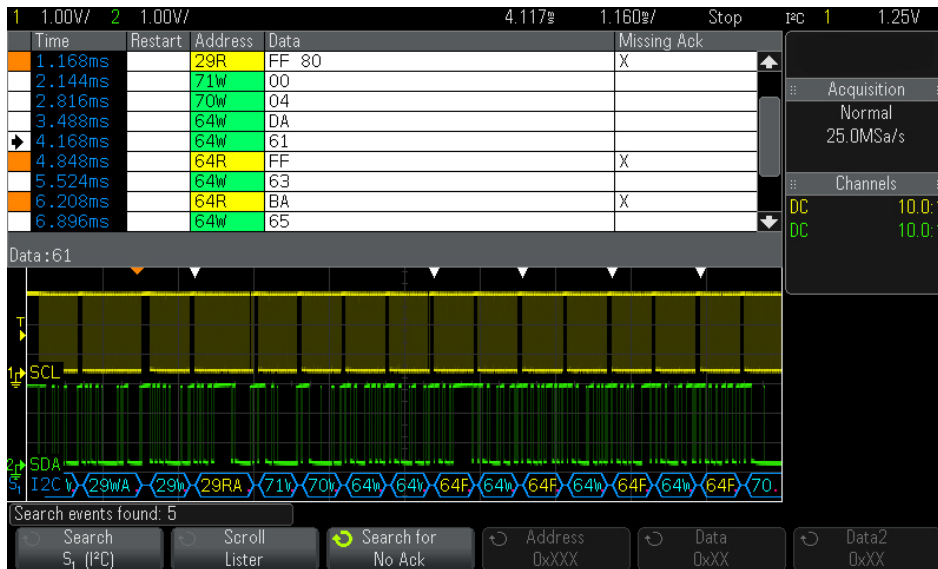 1 1.00V/ 2 1.00V/ 4.117ms 1.160ms/ Stop I²C 1 1.25V
Time Restart Address Data Missing Ack
1.168ms 29R FF 80 X
2.144ms 71W 00
2.816ms 70W 04
3.488ms 64W DA
4.168ms 64W 61
4.848ms 64R FF X
5.524ms 64W 63
6.208ms 64R BA X
6.896ms 64W 65
Acquisition
Normal
25.0MSa/s
Channels
DC 10.0:
DC 10.0:
Data:61
T
1 SCL
2 SDA
S₁ I2C W 29WA 29W 29RA 71W 70W 64W 64W 64F 64W 64F 64W 64F 64W 64F 70.
Search events found: 5
Search Scroll Search for Address Data Data2
S₁ (I²C) Lister No Ack 0xXXX 0xXX 0xXX